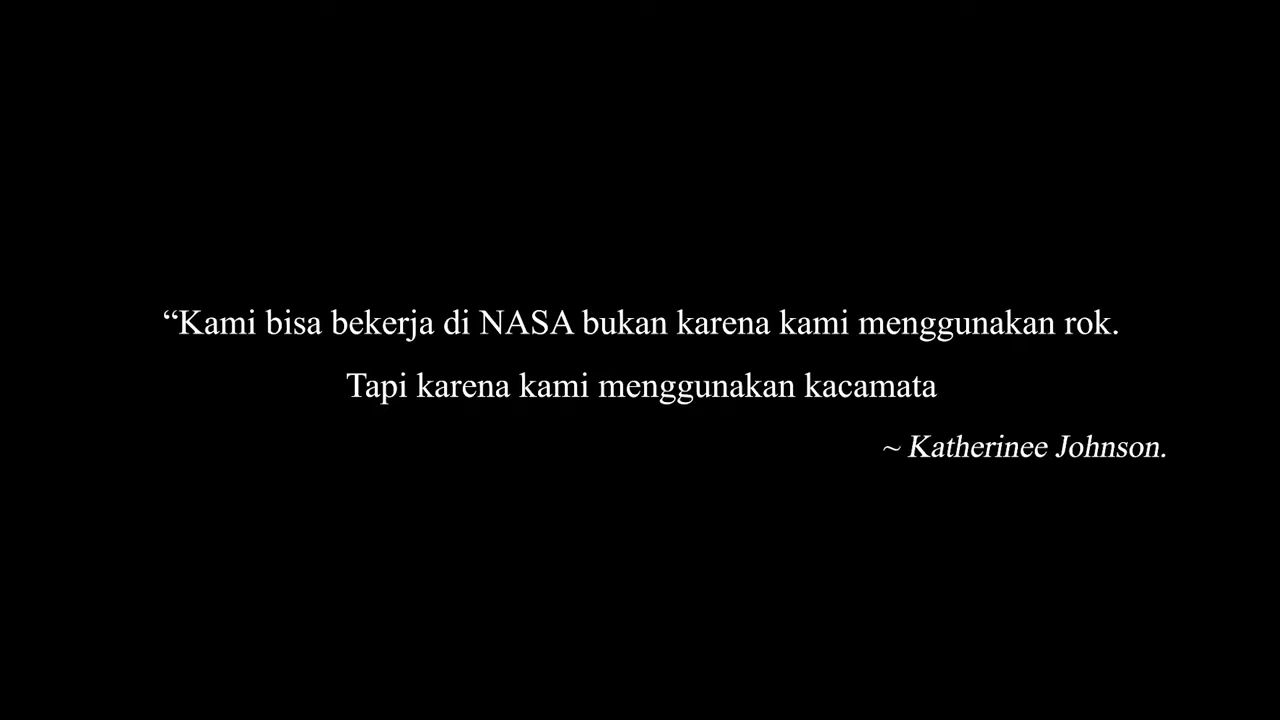 “Kami bisa bekerja di NASA bukan karena kami menggunakan rok.
Tapi karena kami menggunakan kacamata
~ Katherinee Johnson.